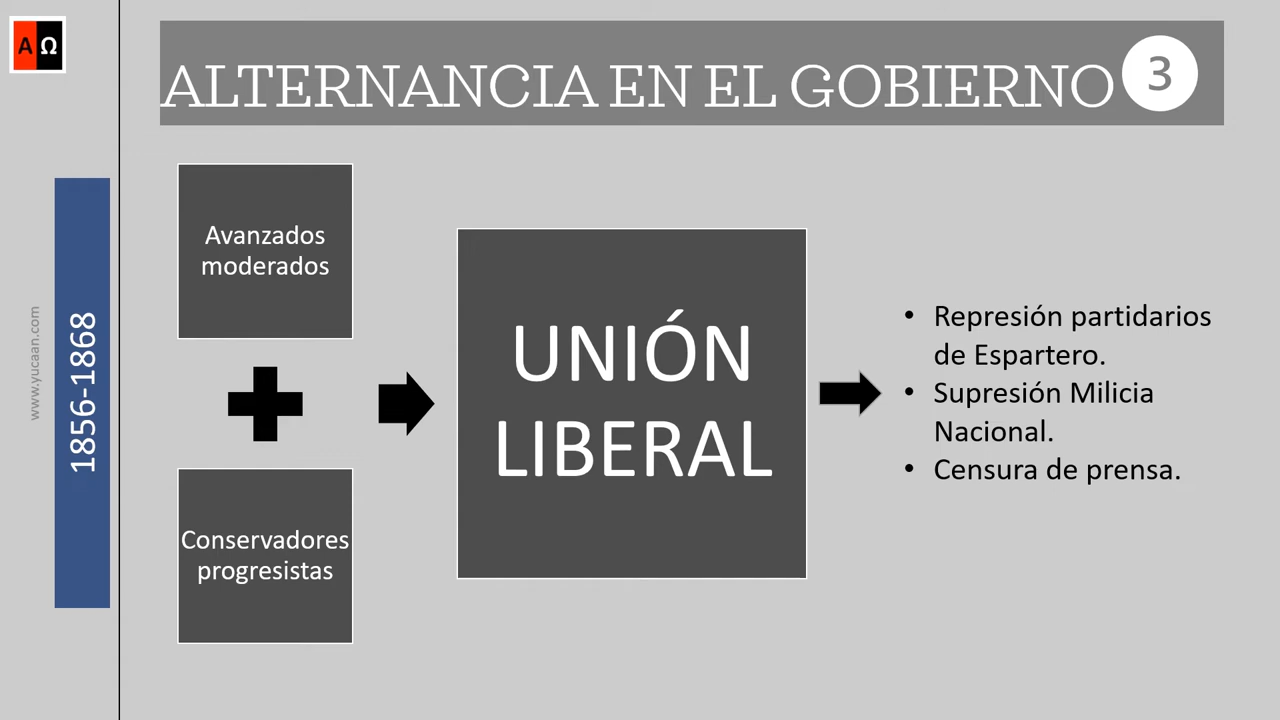 AΩ
ALTERNANCIA EN EL GOBIERNO
3
www.yucaan.com
1856-1868
Avanzados
moderados
Conservadores
progresistas
UNIÓN
LIBERAL
• Represión partidarios
de Espartero.
• Supresión Milicia
Nacional.
• Censura de prensa.